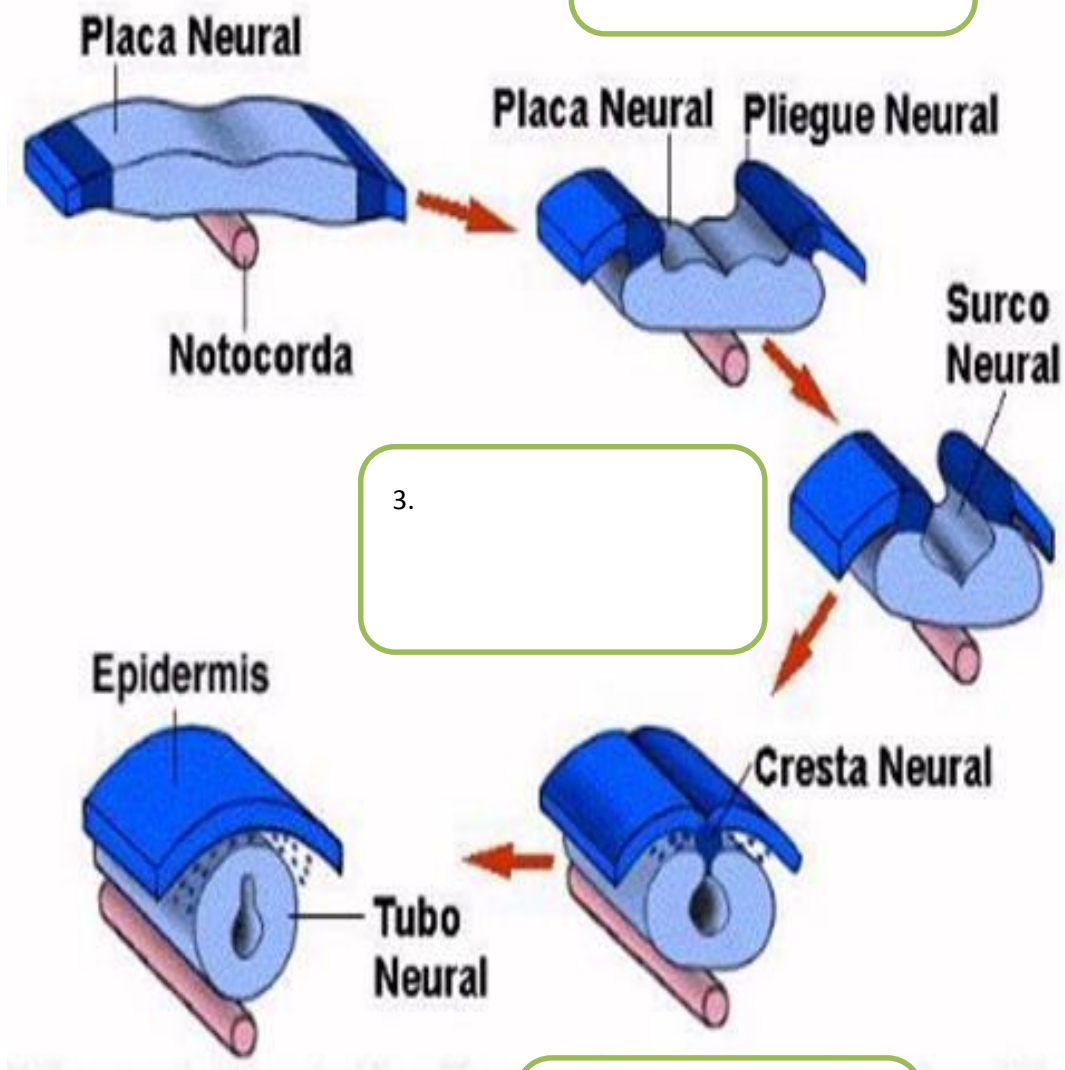 Placa Neural
Placa Neural
Pliegue Neural
Notocorda
Surco
Neural
3.
Epidermis
Cresta Neural
Tubo
Neural